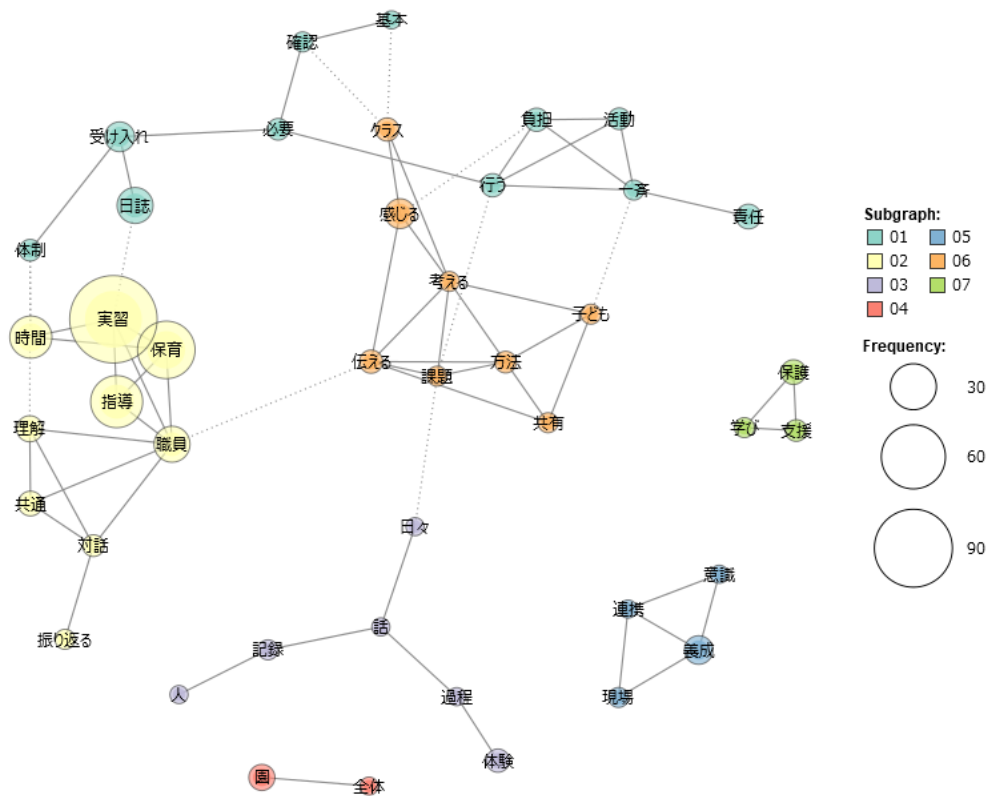 基本
確認
受け入れ
必要
クラス
負担
活動
日誌
感じる
行う
一斉
責任
体制
考える
子ども
実習
時間
保育
伝える
課題
方法
指導
共有
理解
職員
共通
対話
振り返る
日々
話
記録
人
過程
体験
園
全体
意識
連携
義成
現場
保護
学び
支援
Subgraph:
01 05
02 06
03 07
04
Frequency:
30
60
90